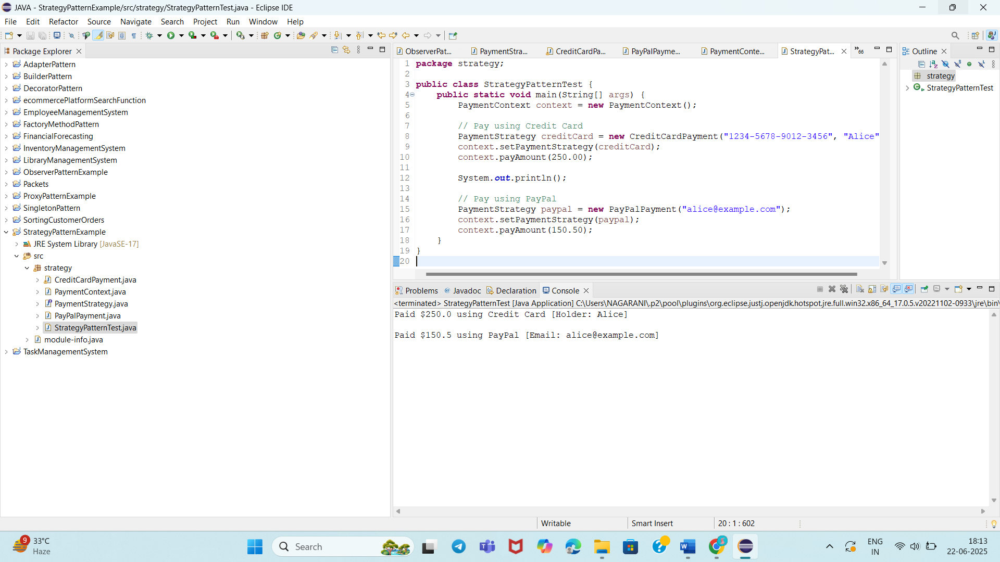 JAVA - StrategyPatternExample/src/strategy/StrategyPatternTest.java - Eclipse IDE
File Edit Refactor Source Navigate Search Project Run Window Help
Package Explorer
AdapterPattern
BuilderPattern
DecoratorPattern
ecommercePlatformSearchFunction
EmployeeManagementSystem
FactoryMethodPattern
FinancialForecasting
InventoryManagementSystem
LibraryManagementSystem
ObserverPatternExample
Packets
ProxyPatternExample
SingletonPattern
SortingCustomerOrders
StrategyPatternExample
JRE System Library [JavaSE-17]
src
strategy
CreditCardPayment.java
PaymentContext.java
PaymentStrategy.java
PayPalPayment.java
StrategyPatternTest.java
module-info.java
TaskManagementSystem
ObserverPat... PaymentStra... CreditCardPa... PayPalPayme... PaymentConte... StrategyPat... »66
1 package strategy;
2
3 public class StrategyPatternTest {
4 public static void main(String[] args) {
5 PaymentContext context = new PaymentContext();
6
7 // Pay using Credit Card
8 PaymentStrategy creditCard = new CreditCardPayment("1234-5678-9012-3456", "Alice"
9 context.setPaymentStrategy(creditCard);
10 context.payAmount(250.00);
11
12 System.out.println();
13
14 // Pay using PayPal
15 PaymentStrategy paypal = new PayPalPayment("alice@example.com");
16 context.setPaymentStrategy(paypal);
17 context.payAmount(150.50);
18 }
19 }
20
Outline
strategy
StrategyPatternTest
Problems @ Javadoc Declaration Console
<terminated> StrategyPatternTest [Java Application] C:\Users\NAGARANI\.p2\pool\plugins\org.eclipse.justj.openjdk.hotspot.jre.full.win32.x86_64_17.0.5.v20221102-0933\jre\bin\
Paid $250.0 using Credit Card [Holder: Alice]
Paid $150.5 using PayPal [Email: alice@example.com]
Writable Smart Insert 20 : 1 : 602
9 33°C
Haze
Search
ENG
IN
18:13
22-06-2025